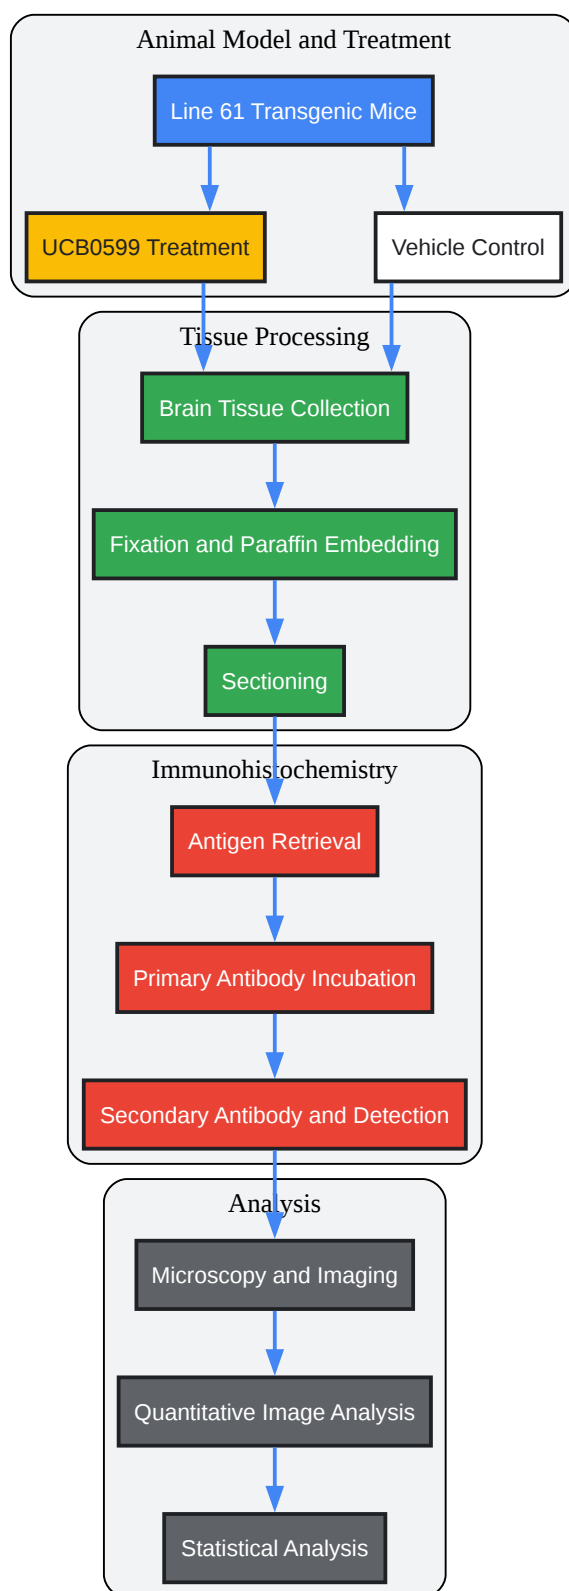 Animal Model and Treatment
Line 61 Transgenic Mice
UCB0599 Treatment
Vehicle Control
Tissue Processing
Brain Tissue Collection
Fixation and Paraffin Embedding
Sectioning
Immunohistochemistry
Antigen Retrieval
Primary Antibody Incubation
Secondary Antibody and Detection
Analysis
Microscopy and Imaging
Quantitative Image Analysis
Statistical Analysis